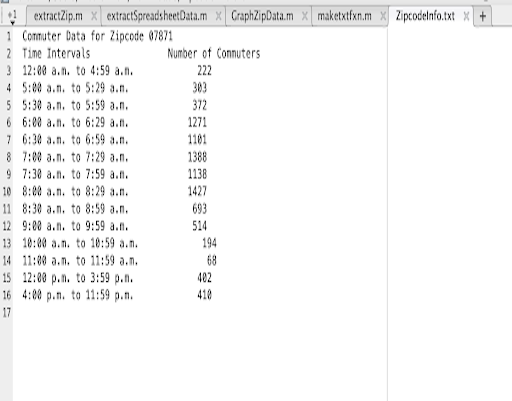 +1 extractZip.m × extractSpreadsheetData.m × GraphZipData.m × maketxtfxn.m × ZipcodeInfo.txt × +
1 Commuter Data for Zipcode 07871
2 Time Intervals Number of Commuters
3 12:00 a.m. to 4:59 a.m. 222
4 5:00 a.m. to 5:29 a.m. 303
5 5:30 a.m. to 5:59 a.m. 372
6 6:00 a.m. to 6:29 a.m. 1271
7 6:30 a.m. to 6:59 a.m. 1101
8 7:00 a.m. to 7:29 a.m. 1388
9 7:30 a.m. to 7:59 a.m. 1138
10 8:00 a.m. to 8:29 a.m. 1427
11 8:30 a.m. to 8:59 a.m. 693
12 9:00 a.m. to 9:59 a.m. 514
13 10:00 a.m. to 10:59 a.m. 194
14 11:00 a.m. to 11:59 a.m. 68
15 12:00 p.m. to 3:59 p.m. 402
16 4:00 p.m. to 11:59 p.m. 410
17